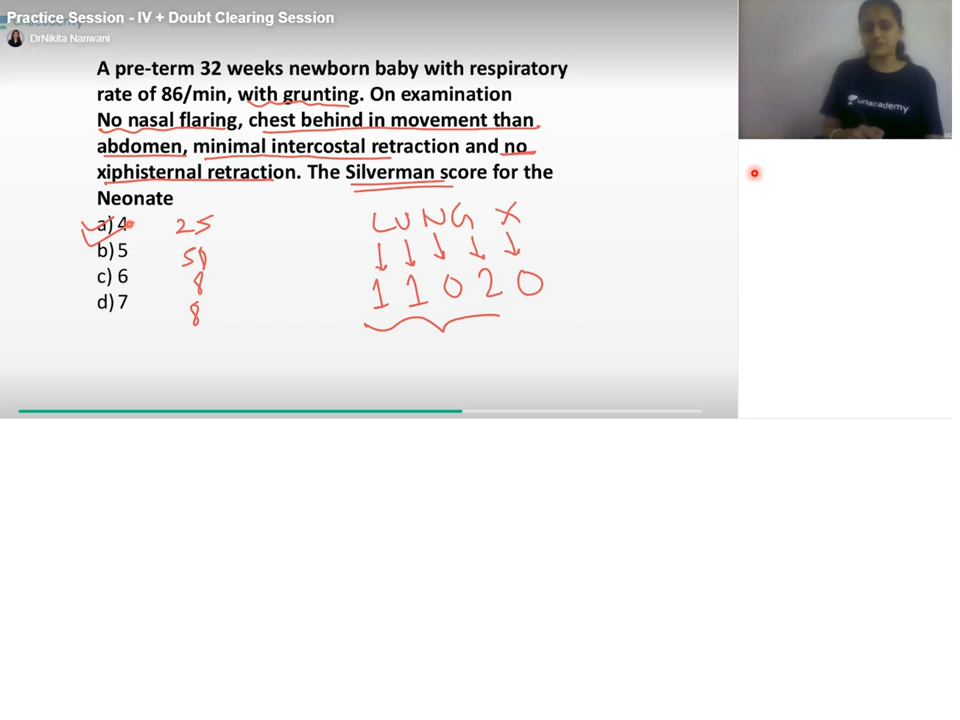 Practice Session - IV + Doubt Clearing Session
DrNikita Nanwani
A pre-term 32 weeks newborn baby with respiratory
rate of 86/min, with grunting. On examination
No nasal flaring, chest behind in movement than
abdomen, minimal intercostal retraction and no
xiphisternal retraction. The Silverman score for the
Neonate
a) 4 25
b) 5
c) 6 8
d) 7 8
LUNG X
1 1 0 2 0
unacademy